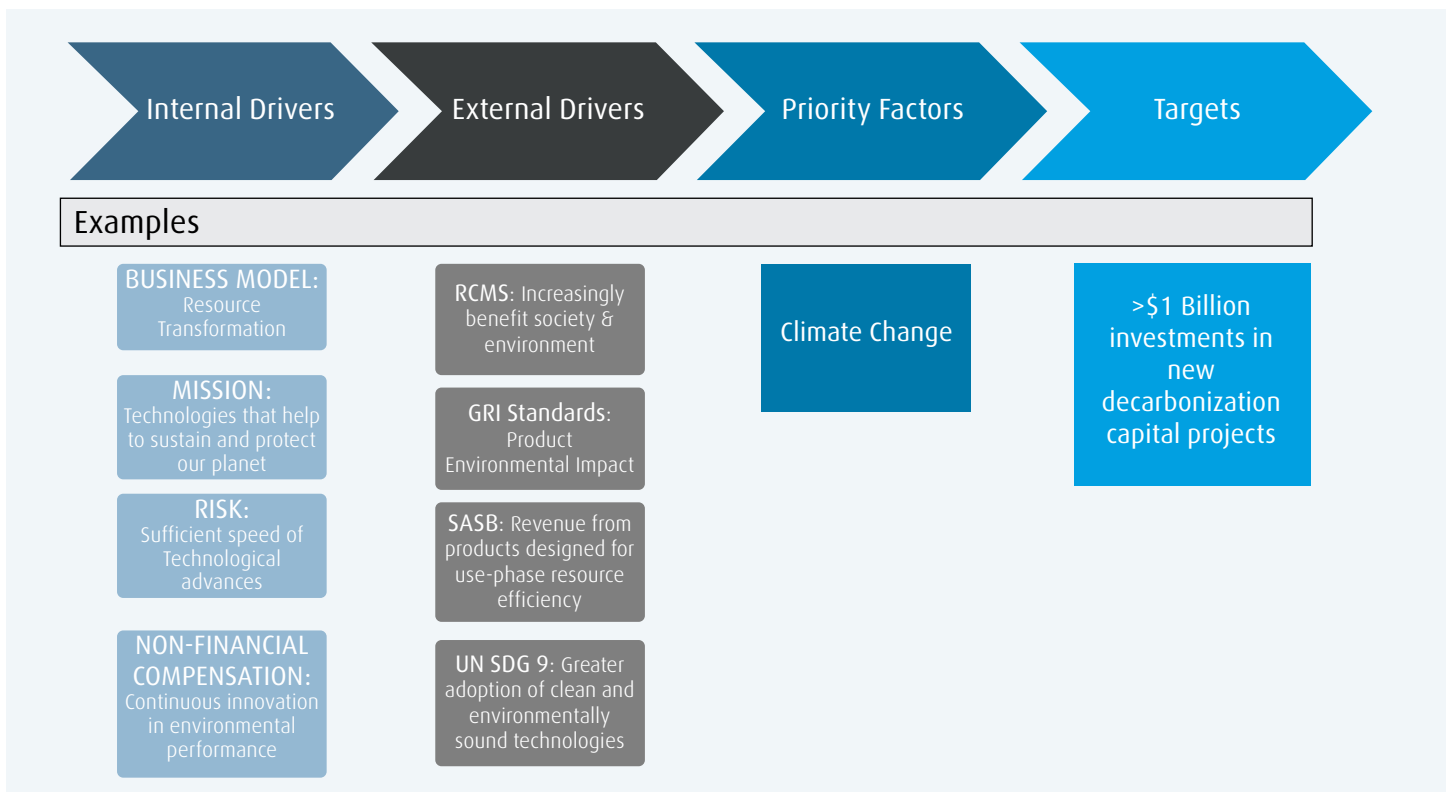 Internal Drivers
External Drivers
Priority Factors
Targets
Examples
BUSINESS MODEL:
Resource
Transformation
MISSION:
Technologies that help
to sustain and protect
our planet
RISK:
Sufficient speed of
Technological
advances
NON-FINANCIAL
COMPENSATION:
Continuous innovation
in environmental
performance
RCMS: Increasingly
benefit society &
environment
GRI Standards:
Product
Environmental Impact
SASB: Revenue from
products designed for
use-phase resource
efficiency
UN SDG 9: Greater
adoption of clean and
environmentally
sound technologies
Climate Change
>$1 Billion
investments in
new
decarbonization
capital projects